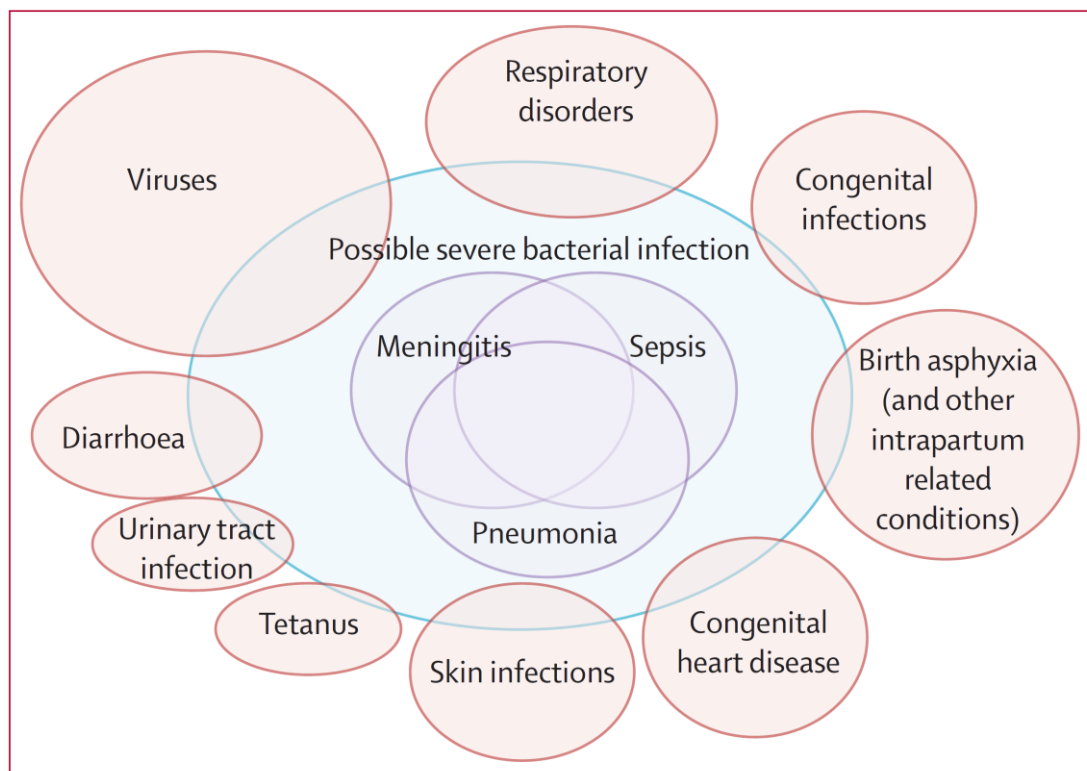 Respiratory
disorders
Viruses
Congenital
infections
Possible severe bacterial infection
Meningitis
Sepsis
Birth asphyxia
(and other
intrapartum
related
conditions)
Diarrhoea
Urinary tract
infection
Pneumonia
Tetanus
Skin infections
Congenital
heart disease